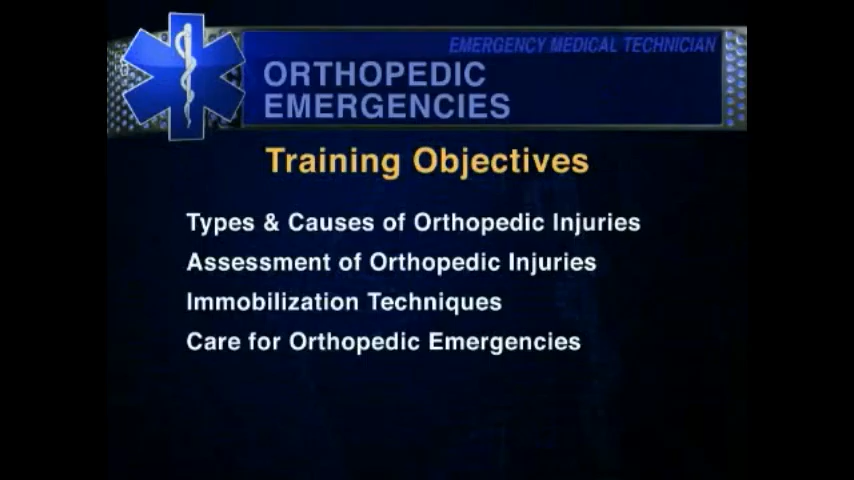 EMERGENCY MEDICAL TECHNICIAN
ORTHOPEDIC
EMERGENCIES
Training Objectives
Types & Causes of Orthopedic Injuries
Assessment of Orthopedic Injuries
Immobilization Techniques
Care for Orthopedic Emergencies